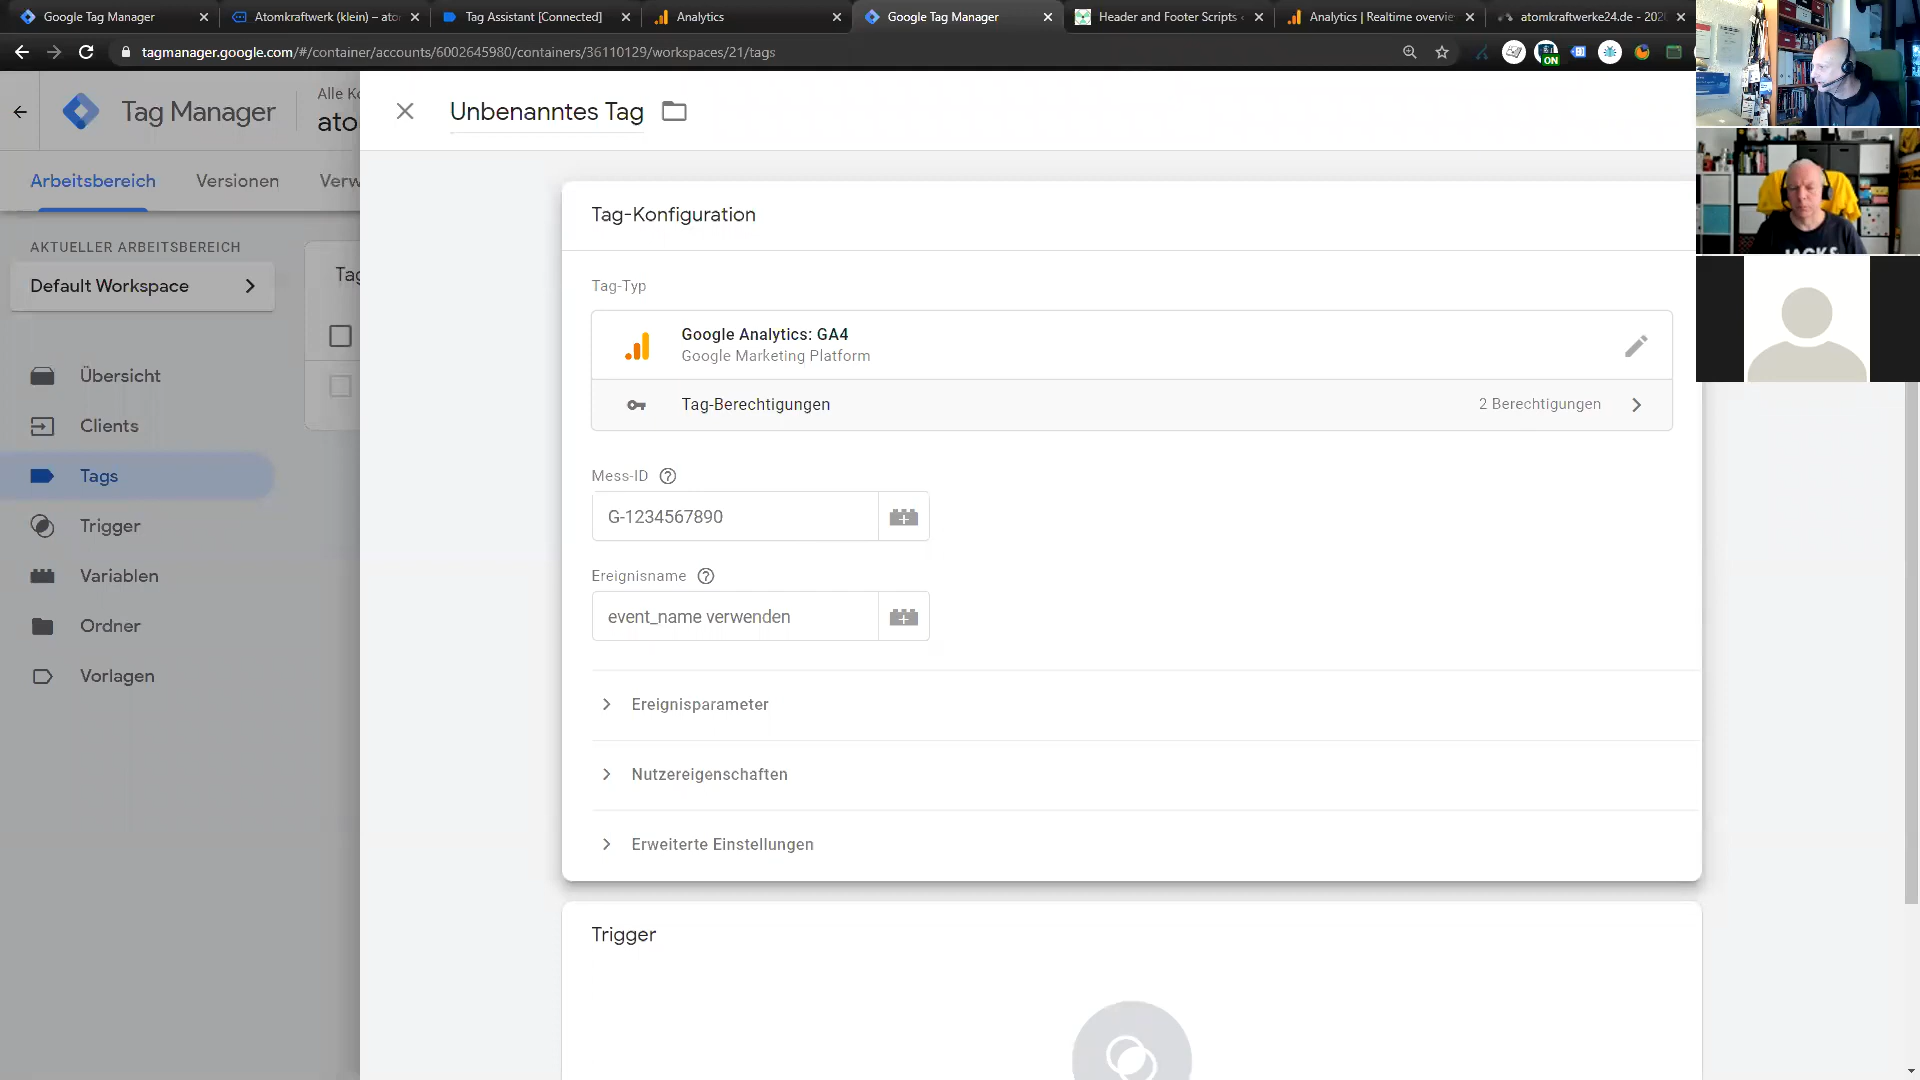 Google Tag Manager
Atomkraftwerk (klein) – ato
Tag Assistant [Connected]
Analytics
Google Tag Manager
Header and Footer Scripts
Analytics | Realtime overvie
atomkraftwerke24.de - 202
tagmanager.google.com/#/container/accounts/6002645980/containers/36110129/workspaces/21/tags
ON
Tag Manager
Alle Ko
ato
Unbenanntes Tag
Arbeitsbereich
Versionen
Verw
AKTUELLER ARBEITSBEREICH
Default Workspace
Tag
Übersicht
Clients
Tags
Trigger
Variablen
Ordner
Vorlagen
Tag-Konfiguration
Tag-Typ
Google Analytics: GA4
Google Marketing Platform
Tag-Berechtigungen
2 Berechtigungen
Mess-ID
G-1234567890
Ereignisname
event_name verwenden
Ereignisparameter
Nutzereigenschaften
Erweiterte Einstellungen
Trigger